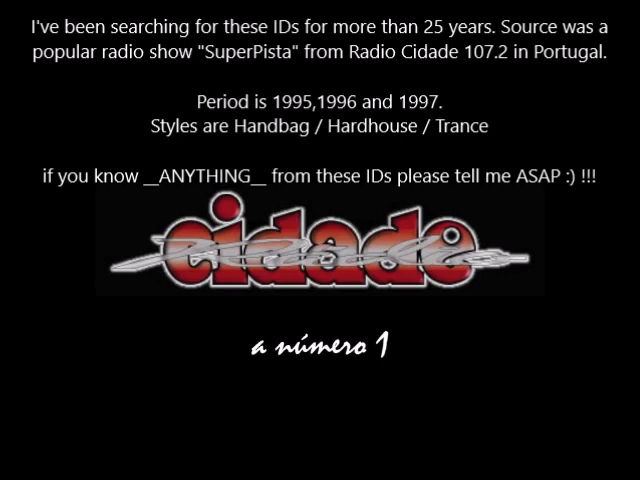 I've been searching for these IDs for more than 25 years. Source was a
popular radio show "SuperPista" from Radio Cidade 107.2 in Portugal.
Period is 1995,1996 and 1997.
Styles are Handbag / Hardhouse / Trance
if you know __ANYTHING__ from these IDs please tell me ASAP :) !!!
cidade
a número 1